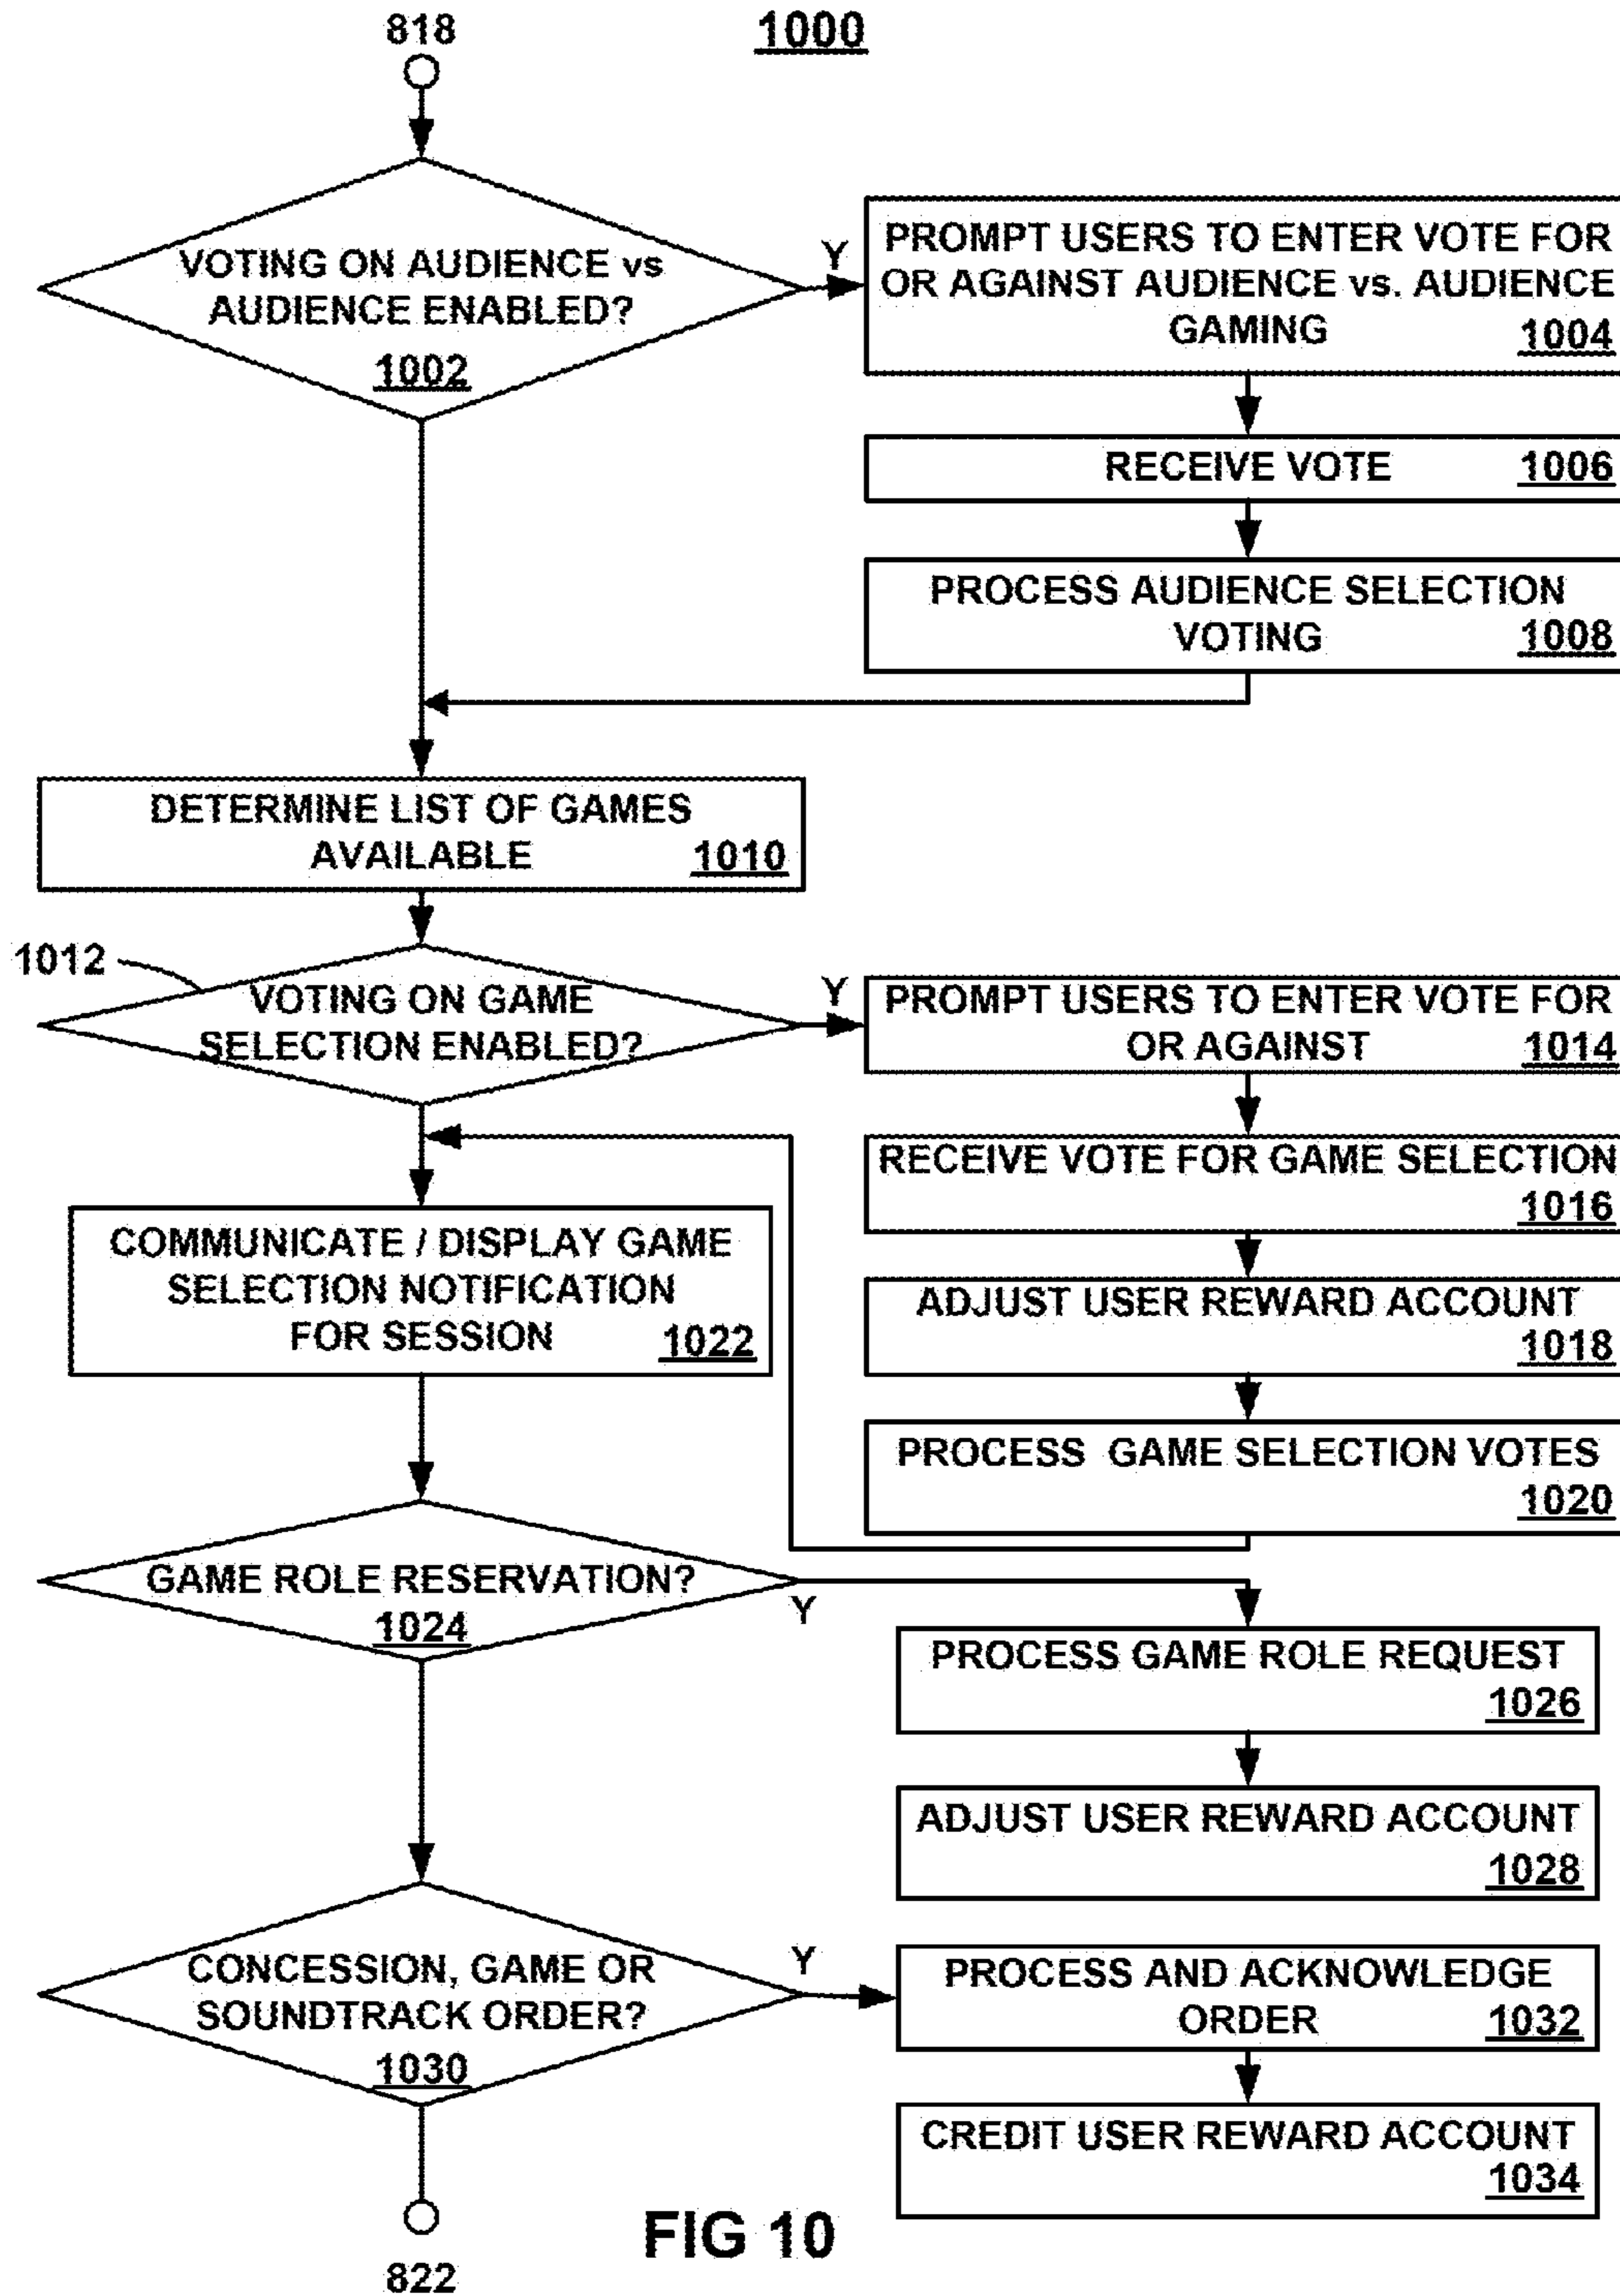 818
1000
VOTING ON AUDIENCE vs
AUDIENCE ENABLED?
1002
Y
PROMPT USERS TO ENTER VOTE FOR
OR AGAINST AUDIENCE vs. AUDIENCE
GAMING 1004
RECEIVE VOTE 1006
PROCESS AUDIENCE SELECTION
VOTING 1008
DETERMINE LIST OF GAMES
AVAILABLE 1010
1012
VOTING ON GAME
SELECTION ENABLED?
Y
PROMPT USERS TO ENTER VOTE FOR
OR AGAINST 1014
RECEIVE VOTE FOR GAME SELECTION
1016
ADJUST USER REWARD ACCOUNT
1018
PROCESS GAME SELECTION VOTES
1020
COMMUNICATE / DISPLAY GAME
SELECTION NOTIFICATION
FOR SESSION 1022
GAME ROLE RESERVATION?
1024
Y
PROCESS GAME ROLE REQUEST
1026
ADJUST USER REWARD ACCOUNT
1028
CONCESSION, GAME OR
SOUNDTRACK ORDER?
1030
Y
PROCESS AND ACKNOWLEDGE
ORDER 1032
CREDIT USER REWARD ACCOUNT
1034
822
FIG 10